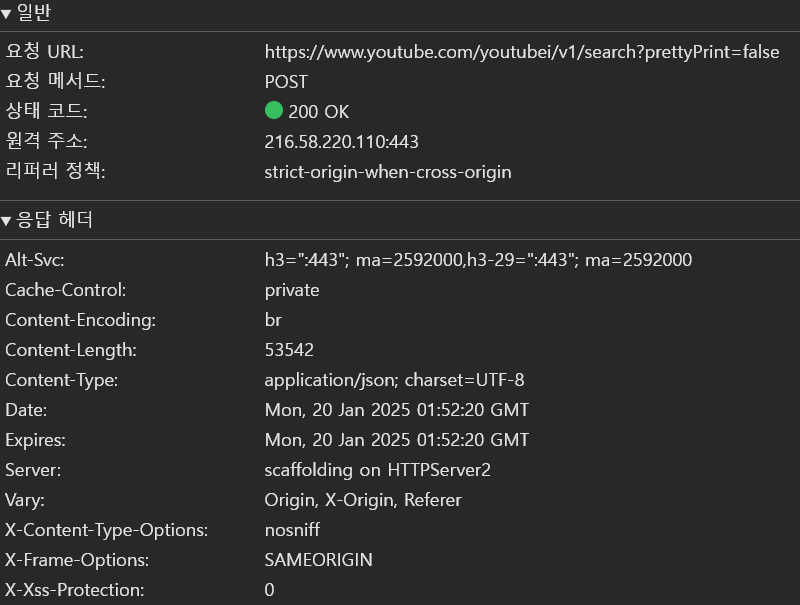 ▼ 일반
요청 URL: https://www.youtube.com/youtubei/v1/search?prettyPrint=false
요청 메서드: POST
상태 코드: 200 OK
원격 주소: 216.58.220.110:443
리퍼러 정책: strict-origin-when-cross-origin
▼ 응답 헤더
Alt-Svc: h3=":443"; ma=2592000,h3-29=":443"; ma=2592000
Cache-Control: private
Content-Encoding: br
Content-Length: 53542
Content-Type: application/json; charset=UTF-8
Date: Mon, 20 Jan 2025 01:52:20 GMT
Expires: Mon, 20 Jan 2025 01:52:20 GMT
Server: scaffolding on HTTPServer2
Vary: Origin, X-Origin, Referer
X-Content-Type-Options: nosniff
X-Frame-Options: SAMEORIGIN
X-Xss-Protection: 0